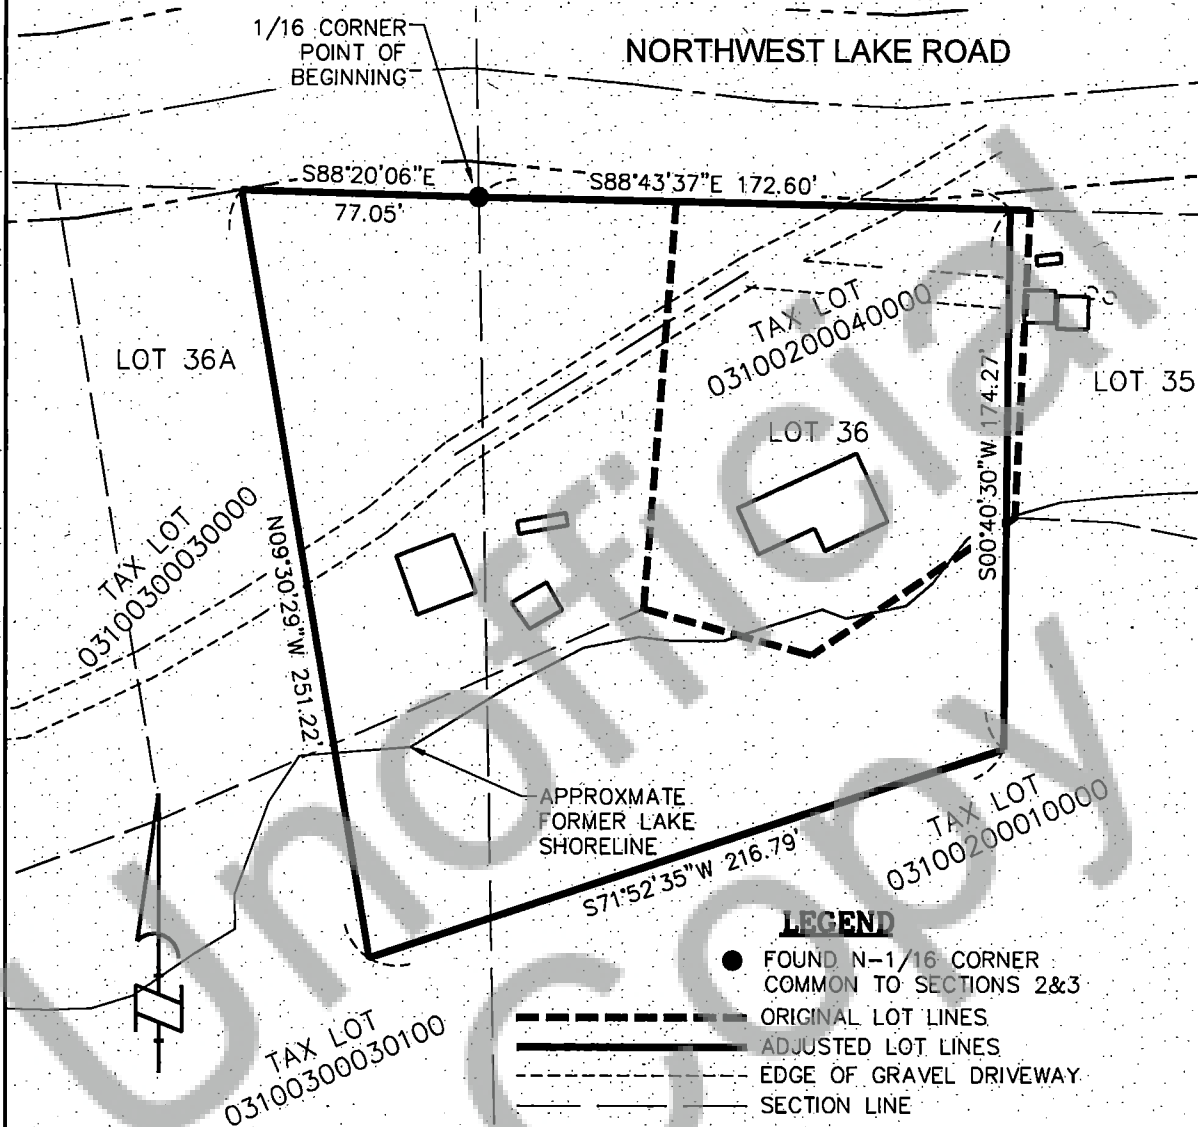 1/16 CORNER
POINT OF
BEGINNING
NORTHWEST LAKE ROAD
S88°20'06"E
77.05'
S88°43'37"E 172.60'
LOT 36A
TAX LOT
03100200040000
LOT 35
LOT 36
S00°40'30"W 174.27'
TAX LOT
03100300030000
N09°30'29"W 251.22'
APPROXMATE
FORMER LAKE
SHORELINE
S71°52'35"W 216.79'
TAX LOT
03100200010000
TAX LOT
03100300030100
LEGEND
FOUND N-1/16 CORNER
COMMON TO SECTIONS 2&3
ORIGINAL LOT LINES
ADJUSTED LOT LINES
EDGE OF GRAVEL DRIVEWAY
SECTION LINE
Unofficial
Copy